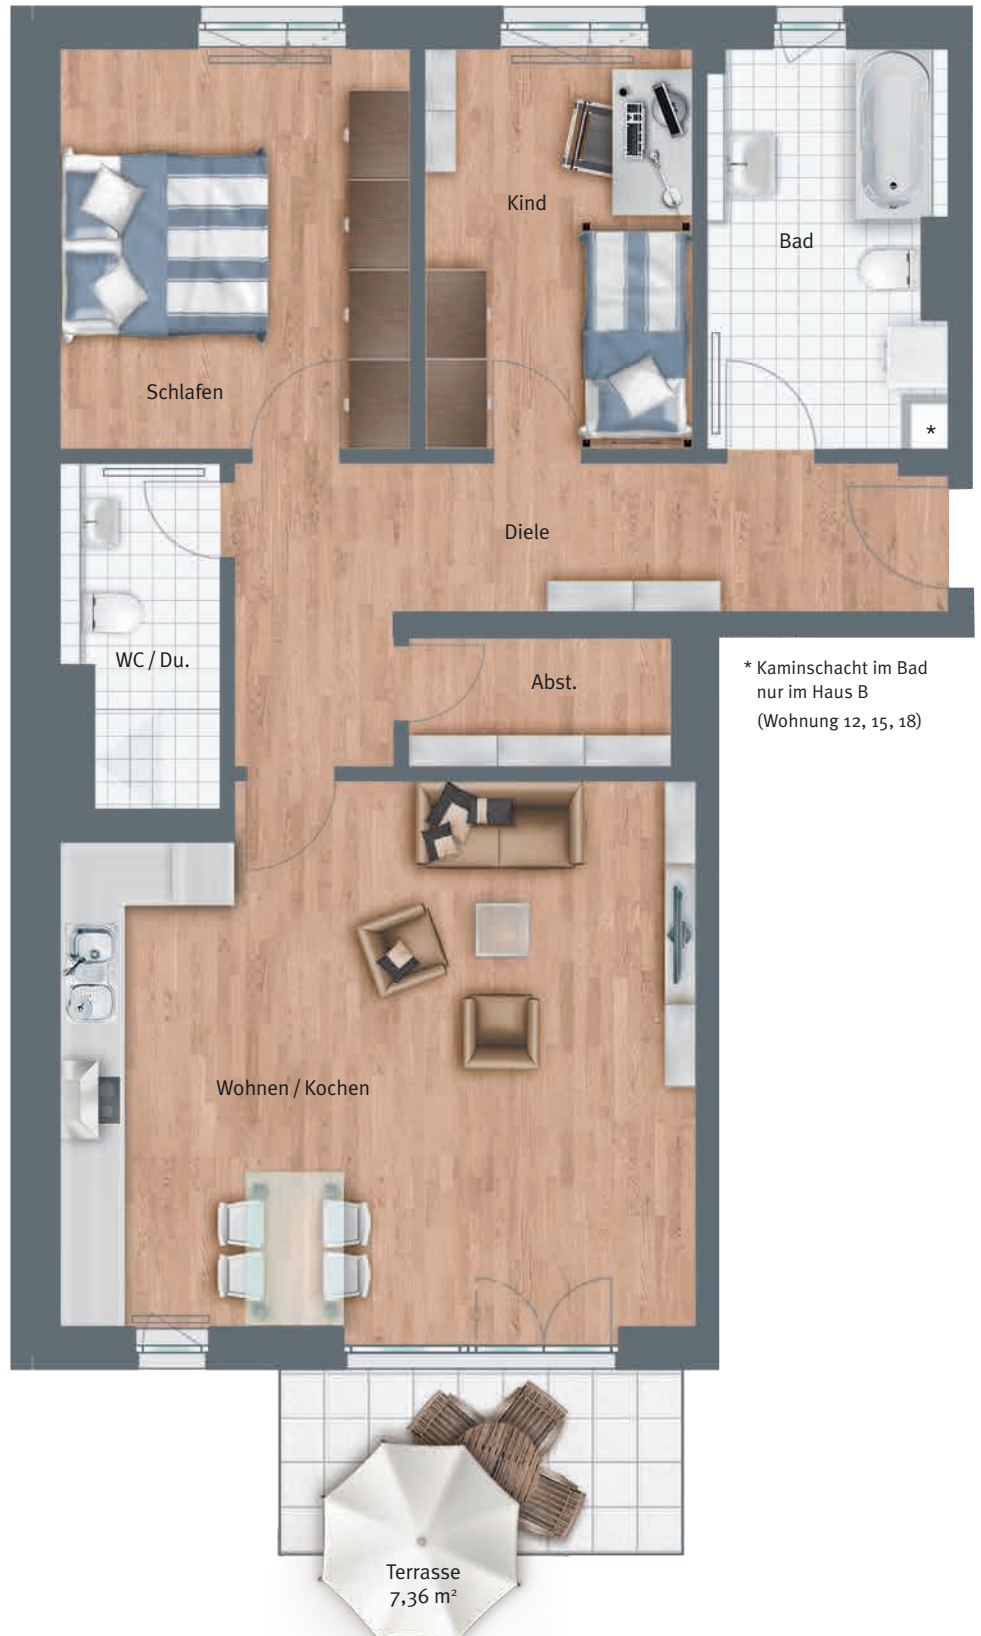 Kind
Bad
Schlafen
*
Diele
WC / Du.
Abst.
* Kaminschacht im Bad
nur im Haus B
(Wohnung 12, 15, 18)
Wohnen / Kochen
Terrasse
7,36 m²